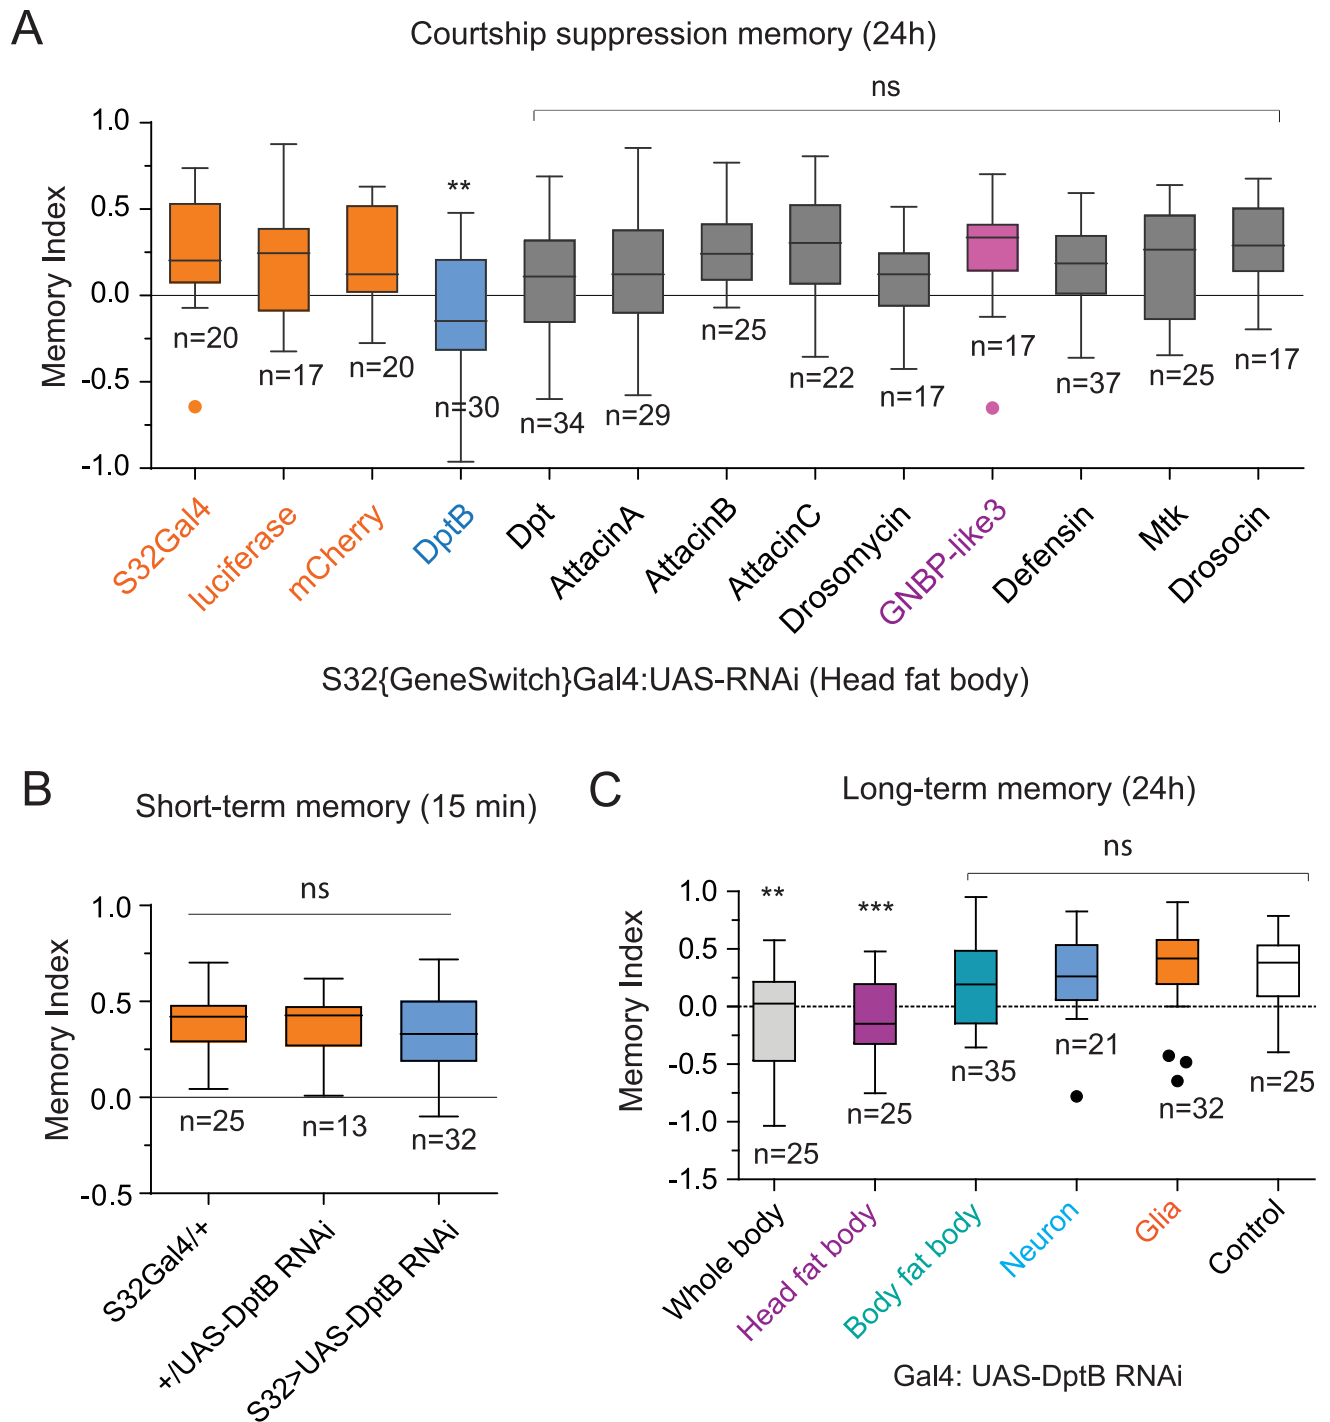 A
Courtship suppression memory (24h)
ns
Memory Index
1.0
0.5
0.0
-0.5
-1.0
**
n=20
n=17
n=20
n=30
n=34
n=29
n=25
n=22
n=17
n=17
n=37
n=25
n=17
S32Gal4
luciferase
mCherry
DptB
Dpt
AttacinA
AttacinB
AttacinC
Drosomycin
GNBP-like3
Defensin
Mtk
Drosocin
S32{GeneSwitch}Gal4:UAS-RNAi (Head fat body)
B
Short-term memory (15 min)
ns
Memory Index
1.0
0.5
0.0
-0.5
n=25
n=13
n=32
S32Gal4/+
+/UAS-DptB RNAi
S32>UAS-DptB RNAi
C
Long-term memory (24h)
ns
Memory Index
1.0
0.5
0.0
-0.5
-1.0
-1.5
**
***
n=25
n=25
n=35
n=21
n=32
n=25
Whole body
Head fat body
Body fat body
Neuron
Glia
Control
Gal4: UAS-DptB RNAi